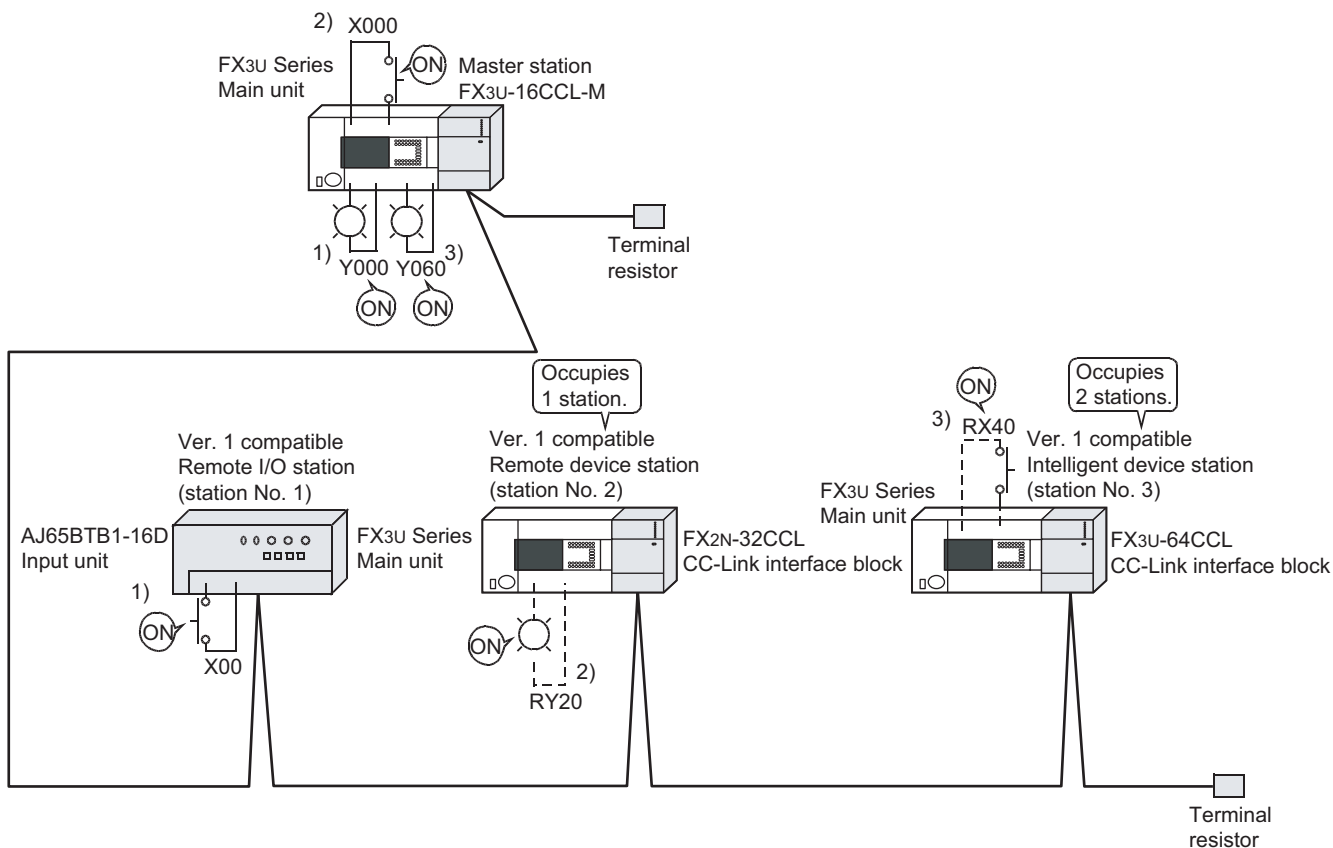 2) X000
FX3U Series
Main unit
ON
Master station
FX3U-16CCL-M
1)
Y000
Y060
3)
ON
ON
Terminal
resistor
Occupies
1 station.
ON
Occupies
2 stations.
Ver. 1 compatible
Remote I/O station
(station No. 1)
Ver. 1 compatible
Remote device station
(station No. 2)
3) RX40
Ver. 1 compatible
Intelligent device station
(station No. 3)
AJ65BTB1-16D
Input unit
FX3U Series
Main unit
FX2N-32CCL
CC-Link interface block
FX3U Series
Main unit
FX3U-64CCL
CC-Link interface block
1)
ON
X00
ON
2)
RY20
Terminal
resistor